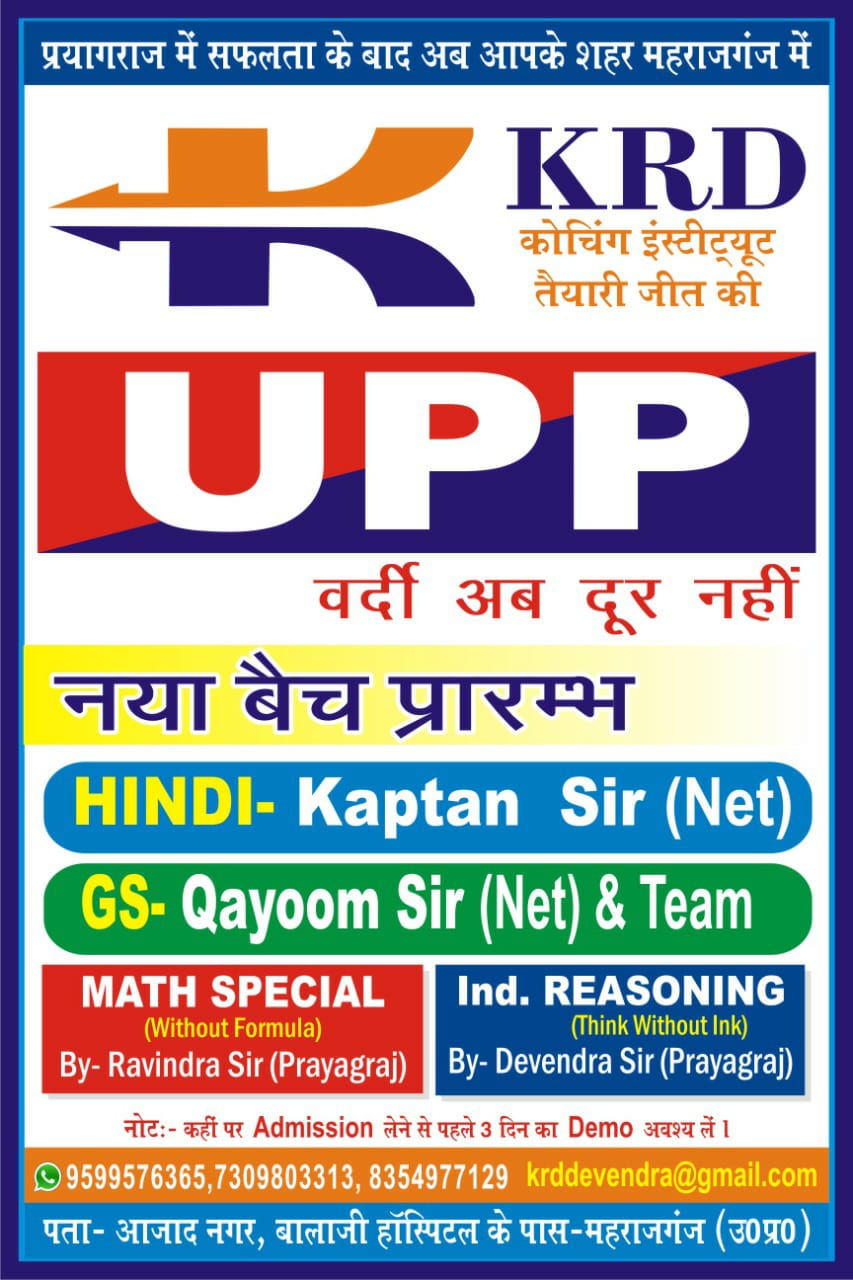 प्रयागराज में सफलता के बाद अब आपके शहर महराजगंज में
KRD
कोचिंग इंस्टीट्यूट
तैयारी जीत की
UPP
वर्दी अब दूर नहीं
नया बैच प्रारम्भ
HINDI- Kaptan Sir (Net)
GS- Qayoom Sir (Net) & Team
MATH SPECIAL
(Without Formula)
By- Ravindra Sir (Prayagraj)
Ind. REASONING
(Think Without Ink)
By- Devendra Sir (Prayagraj)
नोटः- कहीं पर Admission लेने से पहले 3 दिन का Demo अवश्य लें ।
9599576365,7309803313, 8354977129 krddevendra@gmail.com
पता- आजाद नगर, बालाजी हॉस्पिटल के पास-महराजगंज (उ0प्र0)